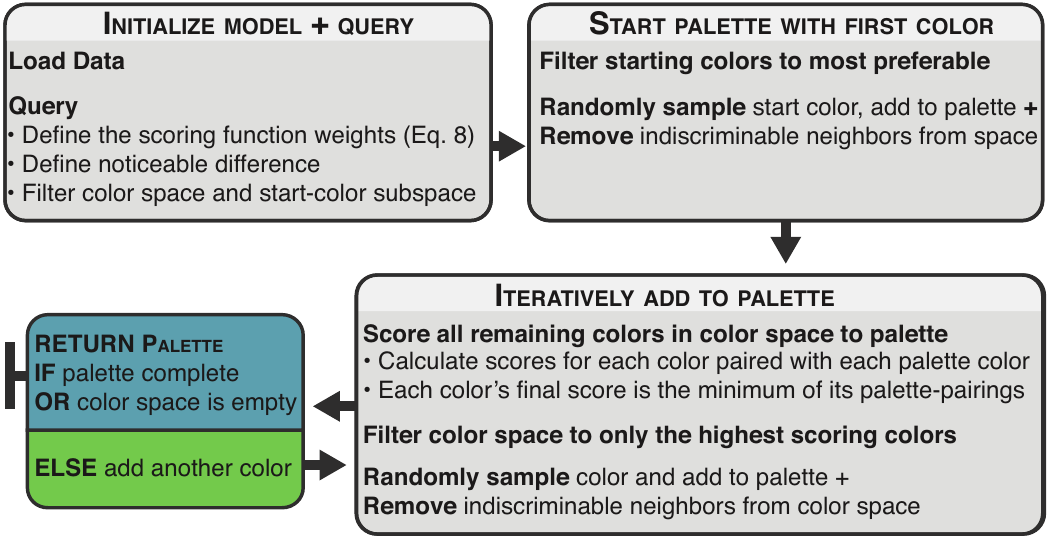 INITIALIZE MODEL + QUERY
Load Data
Query
• Define the scoring function weights (Eq. 8)
• Define noticeable difference
• Filter color space and start-color subspace
START PALETTE WITH FIRST COLOR
Filter starting colors to most preferable
Randomly sample start color, add to palette +
Remove indiscriminable neighbors from space
ITERATIVELY ADD TO PALETTE
Score all remaining colors in color space to palette
• Calculate scores for each color paired with each palette color
• Each color's final score is the minimum of its palette-pairings
Filter color space to only the highest scoring colors
Randomly sample color and add to palette +
Remove indiscriminable neighbors from color space
RETURN PALETTE
IF palette complete
OR color space is empty
ELSE add another color